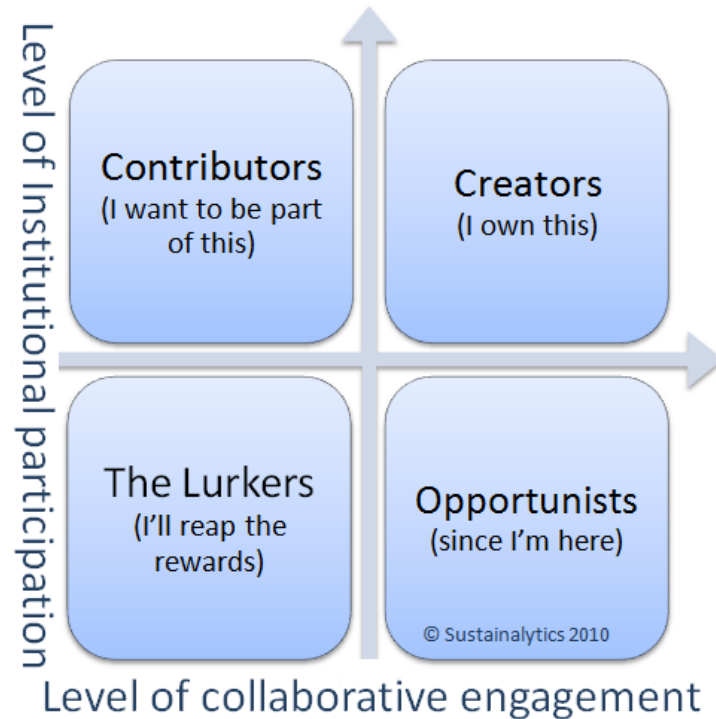 Level of Institutional participation
Contributors
(I want to be part
of this)
Creators
(I own this)
The Lurkers
(I'll reap the
rewards)
Opportunists
(since I'm here)
© Sustainalytics 2010
Level of collaborative engagement